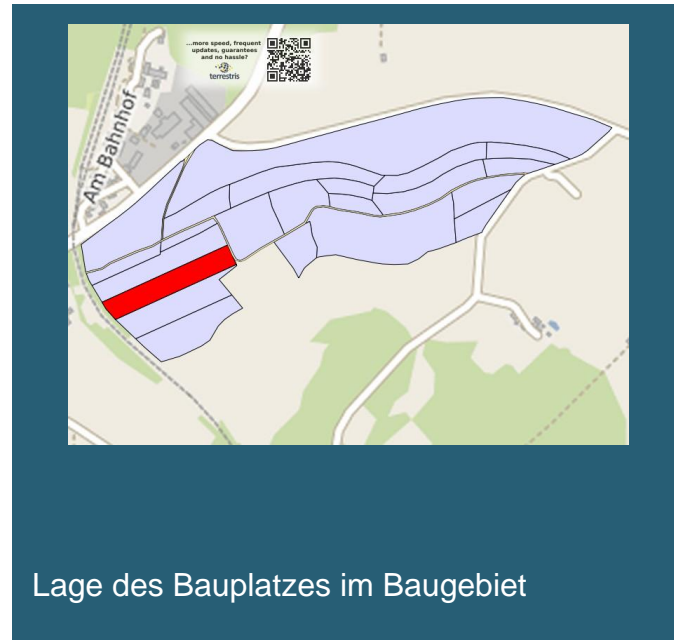 ...more speed, frequent
updates, guarantees
and no hassle?
terrestris
Am Bahnhof
Lage des Bauplatzes im Baugebiet